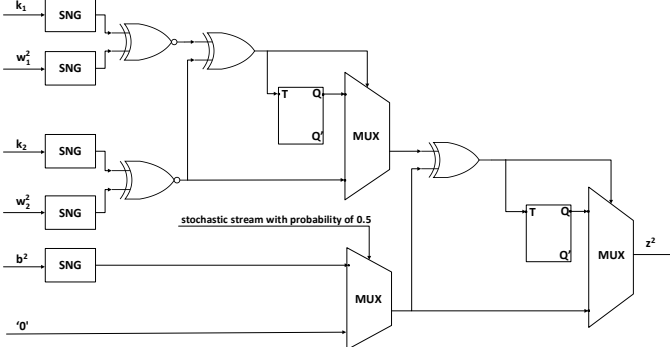 k1
SNG
w₁²
SNG
T Q
Q'
MUX
k2
SNG
w₂²
SNG
T Q
Q'
MUX
z²
stochastic stream with probability of 0.5
b²
SNG
MUX
'0'